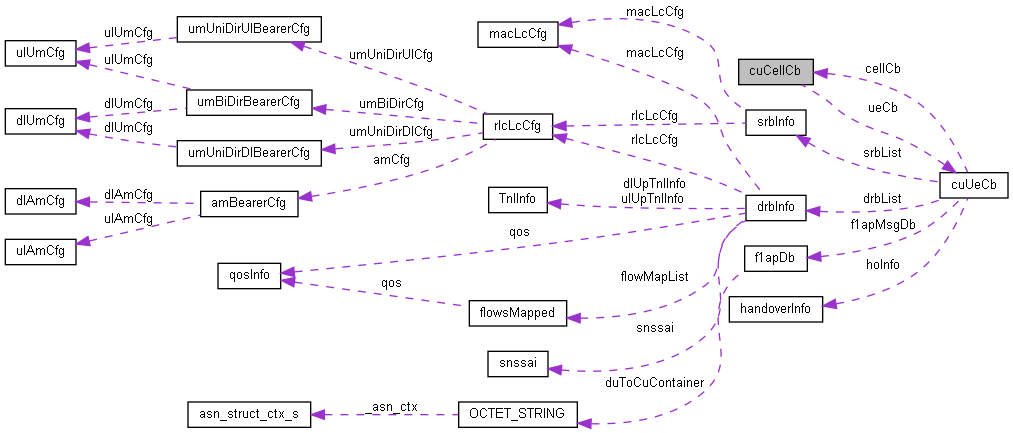 macLcCfg
umUniDirUlBearerCfg
ulUmCfg
macLcCfg
ulUmCfg
umUniDirUlCfg
macLcCfg
cuCellCb
cellCb
ulUmCfg
dlUmCfg
umBiDirBearerCfg
umBiDirCfg
rlcLcCfg
ueCb
dlUmCfg
dlUmCfg
umUniDirDlCfg
rlcLcCfg
srbInfo
umUniDirDlBearerCfg
rlcLcCfg
srbList
amCfg
cuUeCb
dlAmCfg
dlAmCfg
amBearerCfg
TnlInfo
dlUpTnlInfo
ulUpTnlInfo
drbInfo
drbList
ulAmCfg
f1apMsgDb
ulAmCfg
qos
f1apDb
hoInfo
qosInfo
qos
flowMapList
flowsMapped
handoverInfo
snssai
snssai
duToCuContainer
asn_struct_ctx_s
_asn_ctx
OCTET_STRING